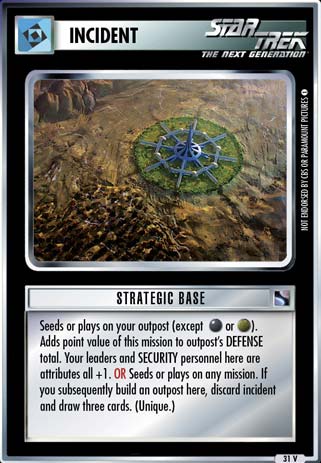 INCIDENT
STAR TREK
THE NEXT GENERATION®
NOT ENDORSED BY CBS OR PARAMOUNT PICTURES
STRATEGIC BASE
Seeds or plays on your outpost (except or ).
Adds point value of this mission to outpost's DEFENSE
total. Your leaders and SECURITY personnel here are
attributes all +1. OR Seeds or plays on any mission. If
you subsequently build an outpost here, discard incident
and draw three cards. (Unique.)
31 V